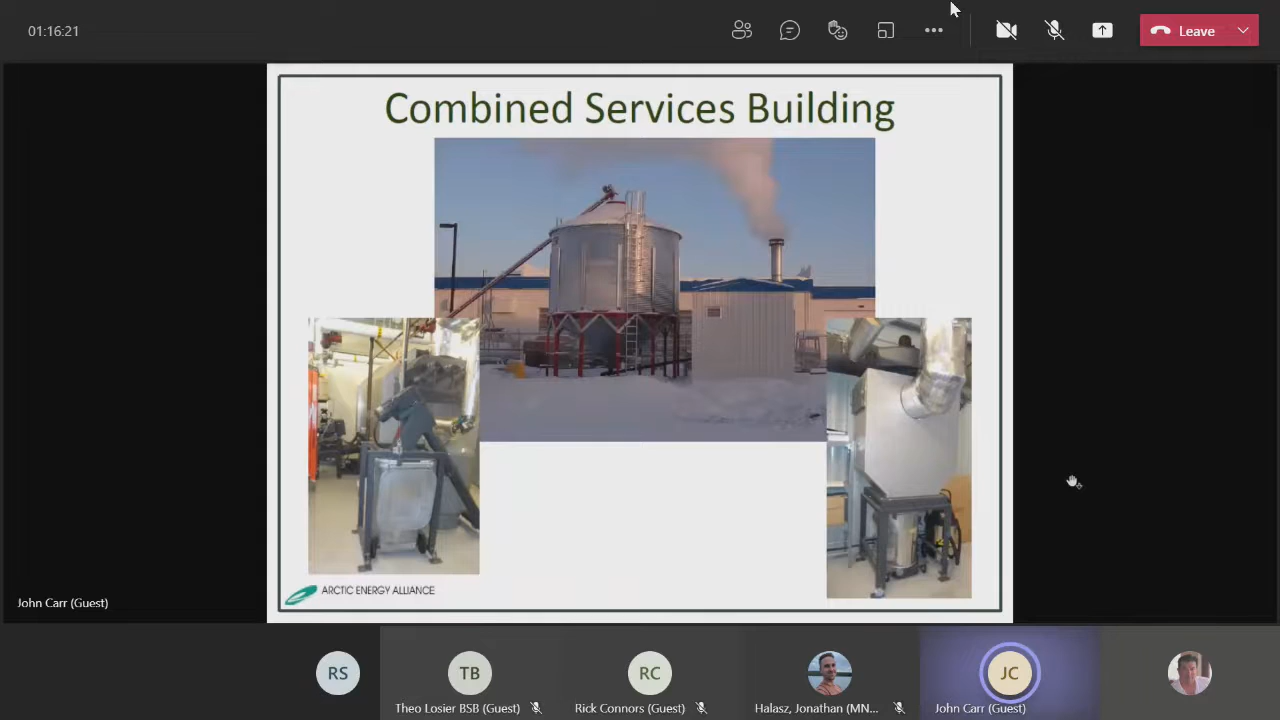 01:16:21
Leave
Combined Services Building
ARCTIC ENERGY ALLIANCE
John Carr (Guest)
RS
TB
RC
JC
Theo Losier BSB (Guest)
Rick Connors (Guest)
Halasz, Jonathan (MN...
John Carr (Guest)